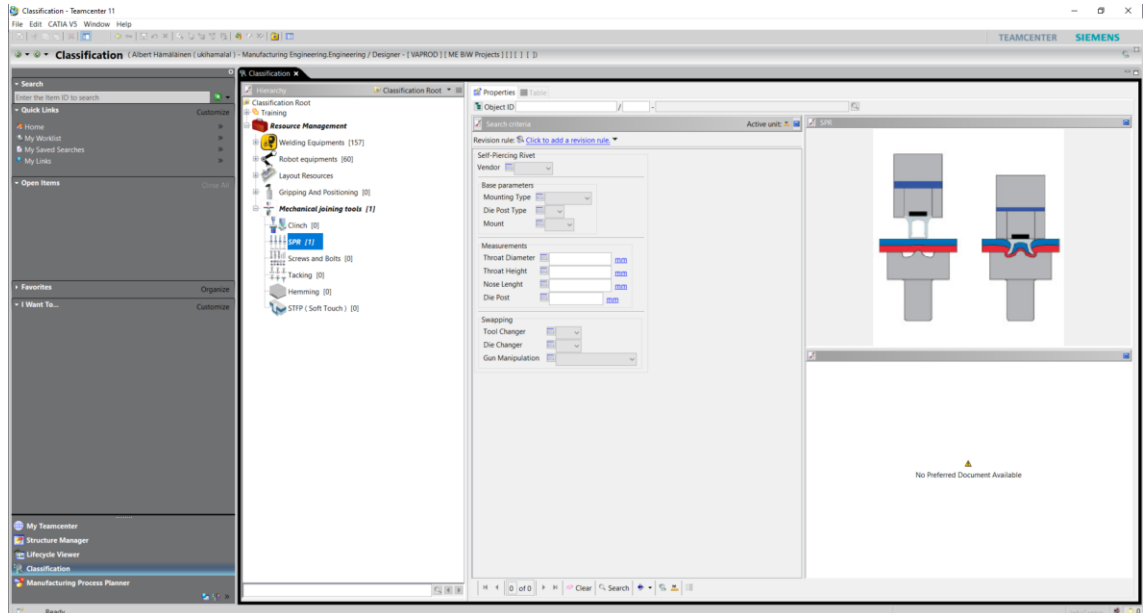 Classification - Teamcenter 11
File Edit CATIA V5 Window Help
TEAMCENTER SIEMENS
Classification ( Albert Hämäläinen ( ukihamalal ) - Manufacturing Engineering.Engineering / Designer - [ VAPROD ] [ ME BiW Projects ] [ ] [ ] [ ] )
Search
Enter the Item ID to search
Quick Links Customize
Home
My Worklist
My Saved Searches
My Links
Open Items Close All
Favorites Organize
I Want To... Customize
My Teamcenter
Structure Manager
Lifecycle Viewer
Classification
Manufacturing Process Planner
Ready
Classification
Hierarchy Classification Root
Classification Root
Training
Resource Management
Welding Equipments [157]
Robot equipments [60]
Layout Resources
Gripping And Positioning [0]
Mechanical joining tools [1]
Clinch [0]
SPR [1]
Screws and Bolts [0]
Tacking [0]
Hemming [0]
STFP ( Soft Touch ) [0]
Properties Table
Object ID / -
Search criteria Active unit:
Revision rule: Click to add a revision rule.
Self-Piercing Rivet
Vendor
Base parameters
Mounting Type
Die Post Type
Mount
Measurements
Throat Diameter mm
Throat Height mm
Nose Lenght mm
Die Post mm
Swapping
Tool Changer
Die Changer
Gun Manipulation
0 of 0 Clear Search
SPR
No Preferred Document Available